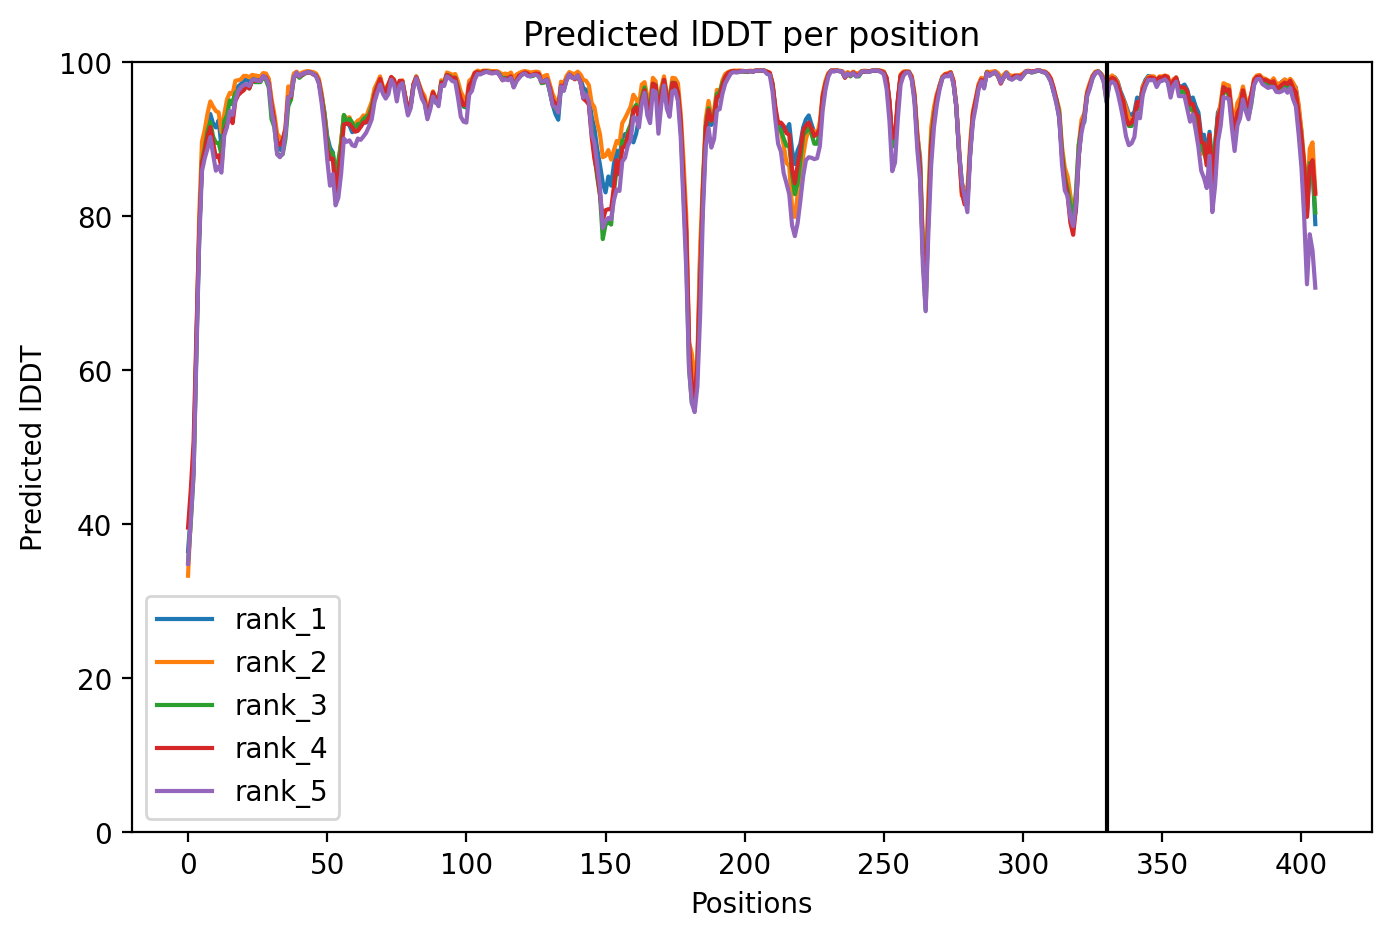 Predicted lDDT per position
100
80
60
40
20
0
Predicted lDDT
rank_1
rank_2
rank_3
rank_4
rank_5
0 50 100 150 200 250 300 350 400
Positions